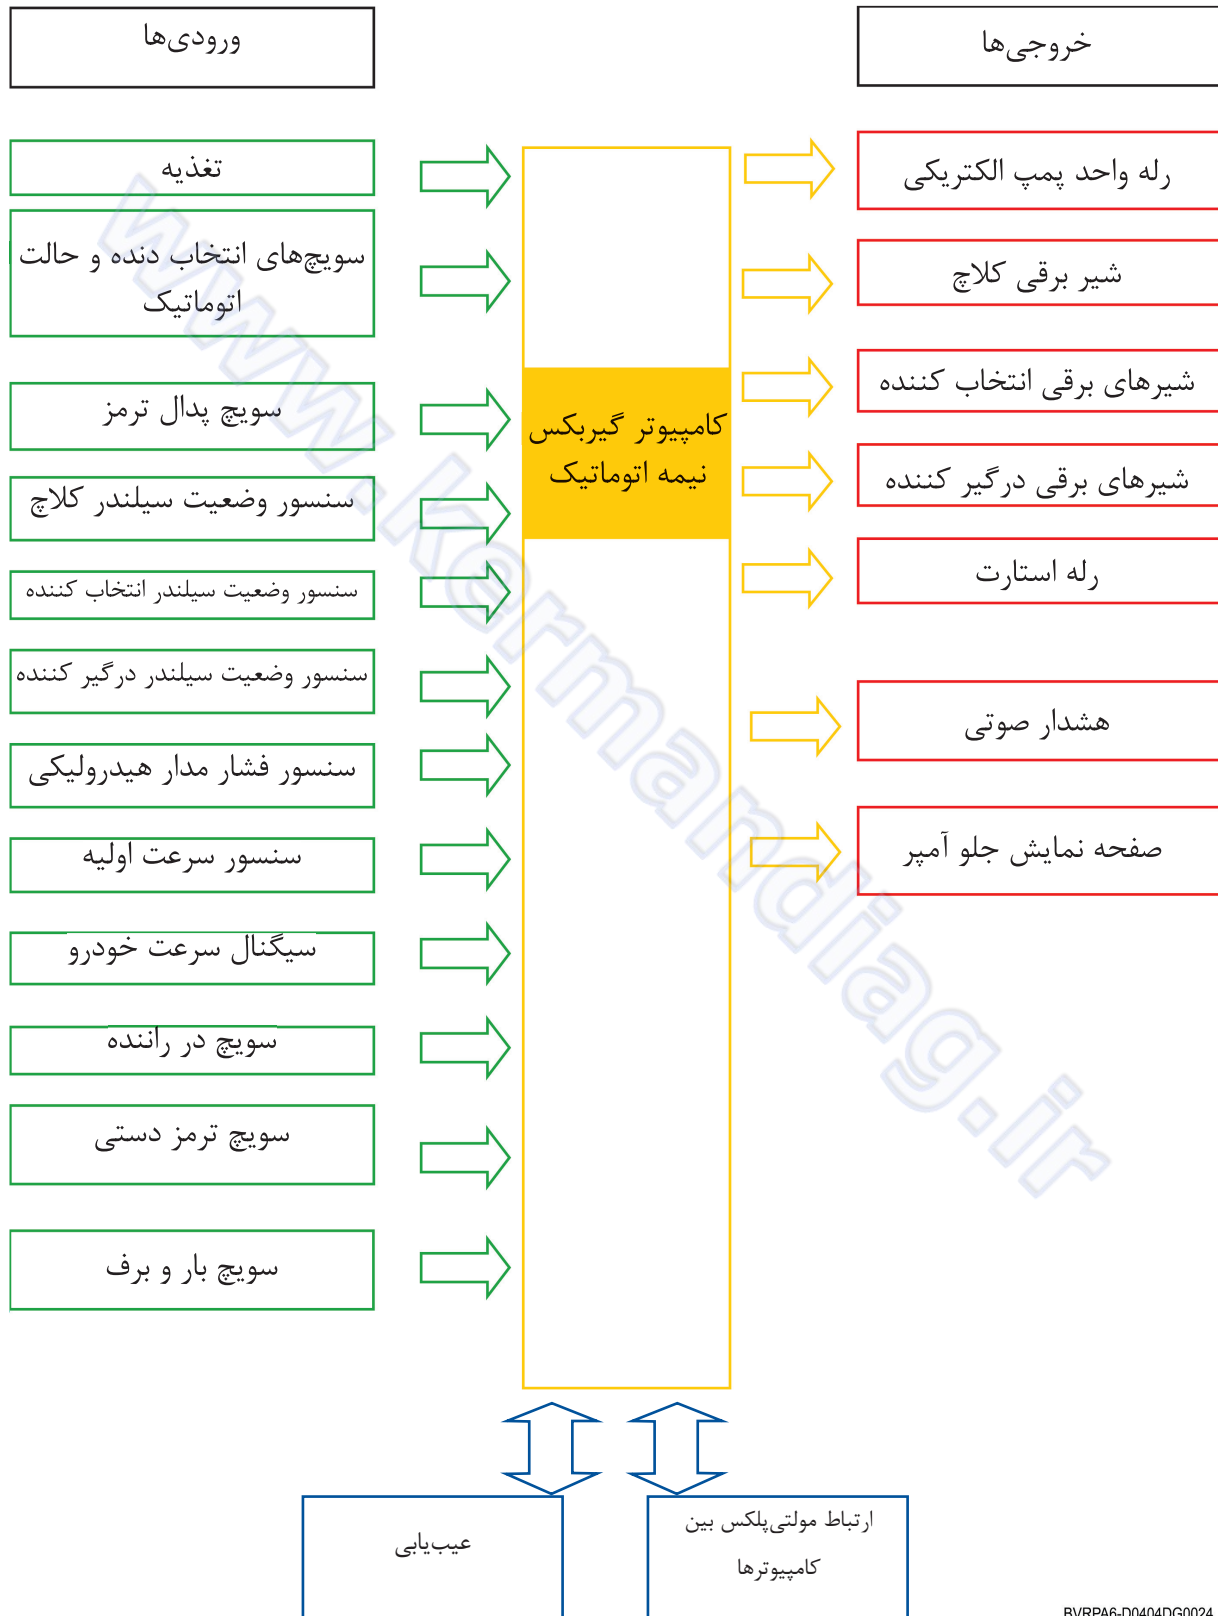 ورودی‌ها
خروجی‌ها
تغذیه
سویچ‌های انتخاب دنده و حالت
اتوماتیک
سویچ پدال ترمز
سنسور وضعیت سیلندر کلاچ
سنسور وضعیت سیلندر انتخاب کننده
سنسور وضعیت سیلندر درگیر کننده
سنسور فشار مدار هیدرولیکی
سنسور سرعت اولیه
سیگنال سرعت خودرو
سویچ در راننده
سویچ ترمز دستی
سویچ بار و برف
کامپیوتر گیربکس
نیمه اتوماتیک
رله واحد پمپ الکتریکی
شیر برقی کلاچ
شیرهای برقی انتخاب کننده
شیرهای برقی درگیر کننده
رله استارت
هشدار صوتی
صفحه نمایش جلو آمپر
عیب‌یابی
ارتباط مولتی‌پلکس بین
کامپیوترها
BVRPA6-D0404DG0024
www.kermandiag.ir